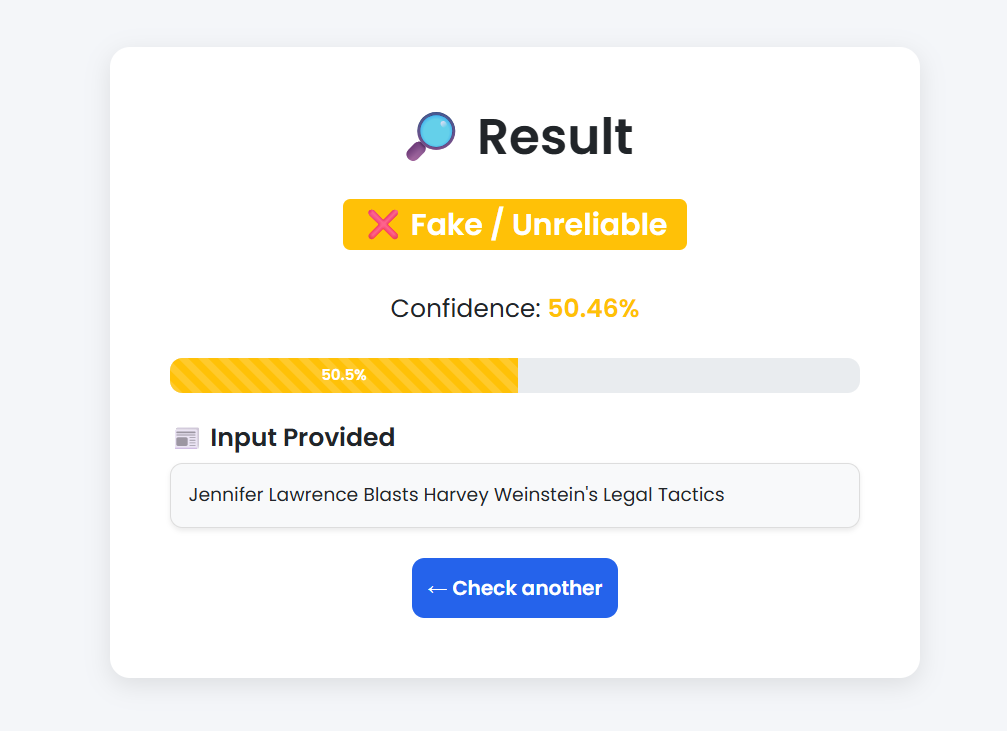 🔎 Result
❌ Fake / Unreliable
Confidence: 50.46%
50.5%
📰 Input Provided
Jennifer Lawrence Blasts Harvey Weinstein's Legal Tactics
← Check another